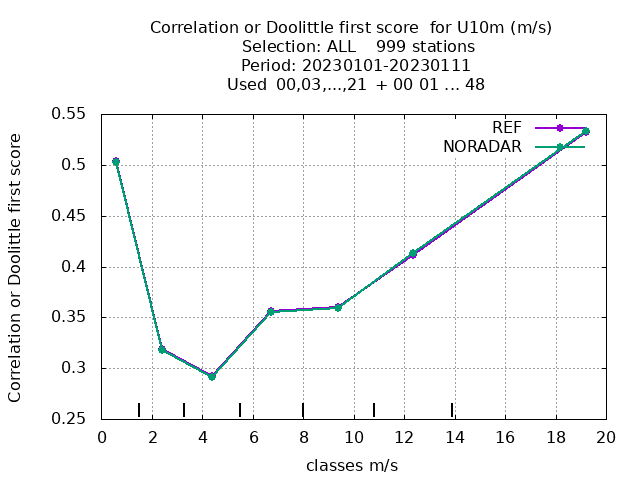 Correlation or Doolittle first score  for U10m (m/s)
Selection: ALL    999 stations
Period: 20230101-20230111
Used  00,03,...,21  + 00 01 ... 48
REF
NORADAR
Correlation or Doolittle first score
0.55
0.5
0.45
0.4
0.35
0.3
0.25
0 2 4 6 8 10 12 14 16 18 20
classes m/s